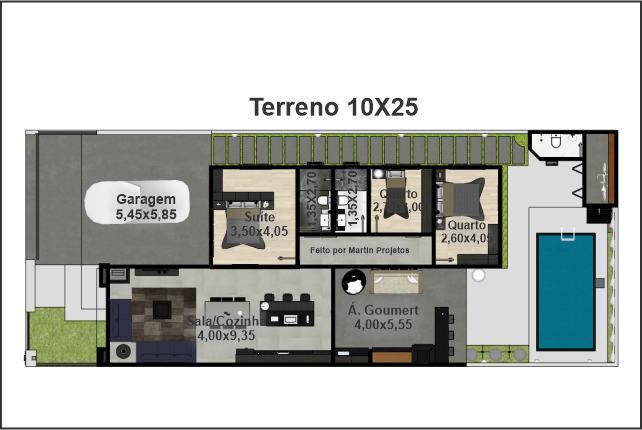 Terreno 10X25
Garagem
5,45x5,85
Suíte
3,50x4,05
1,35X2,70
1,35X2,70
Quarto
Quarto
2,60x4,05
Feito por Martin Projetos
Sala/Cozinha
4,00x9,35
Á. Goumert
4,00x5,55